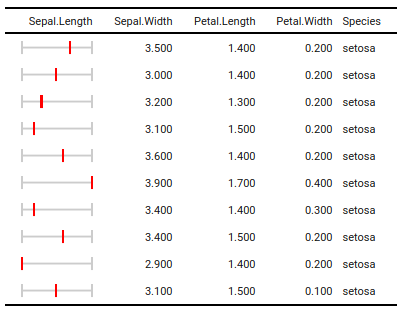 Sepal.Length Sepal.Width Petal.Length Petal.Width Species
3.500 1.400 0.200 setosa
3.000 1.400 0.200 setosa
3.200 1.300 0.200 setosa
3.100 1.500 0.200 setosa
3.600 1.400 0.200 setosa
3.900 1.700 0.400 setosa
3.400 1.400 0.300 setosa
3.400 1.500 0.200 setosa
2.900 1.400 0.200 setosa
3.100 1.500 0.100 setosa